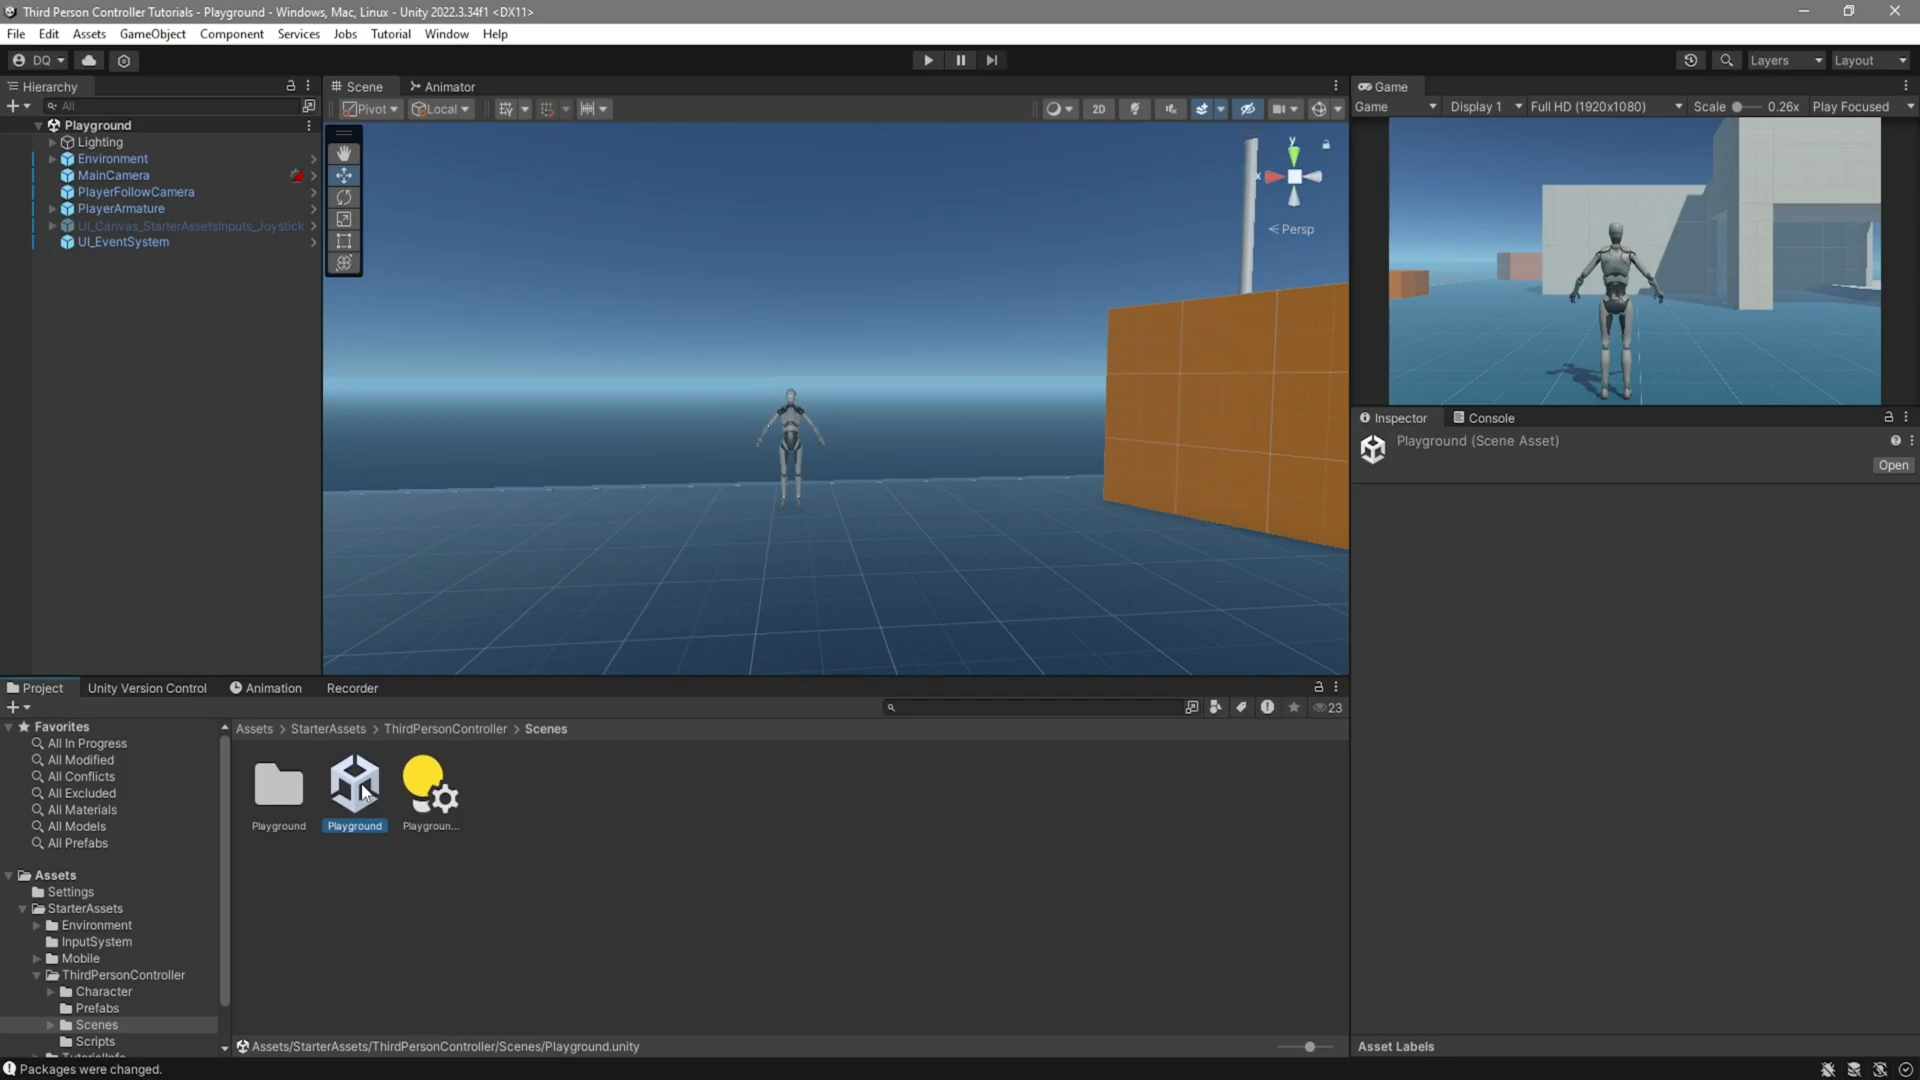 Third Person Controller Tutorials - Playground - Windows, Mac, Linux - Unity 2022.3.34f1 <DX11>
File Edit Assets GameObject Component Services Jobs Tutorial Window Help
DQ Layers Layout
Hierarchy
All
Playground
Lighting
Environment
MainCamera
PlayerFollowCamera
PlayerArmature
UI_Canvas_StarterAssetsInputs_Joystick
UI_EventSystem
Scene Animator
Pivot Local 2D
y
x
Persp
Game
Game Display 1 Full HD (1920x1080) Scale 0.26x Play Focused
Inspector Console
Playground (Scene Asset)
Open
Project Unity Version Control Animation Recorder
23
Favorites
All In Progress
All Modified
All Conflicts
All Excluded
All Materials
All Models
All Prefabs
Assets
Settings
StarterAssets
Environment
InputSystem
Mobile
ThirdPersonController
Character
Prefabs
Scenes
Scripts
TutorialInfo
Assets > StarterAssets > ThirdPersonController > Scenes
Playground
Playground
Playgroun...
Assets/StarterAssets/ThirdPersonController/Scenes/Playground.unity
Asset Labels
Packages were changed.